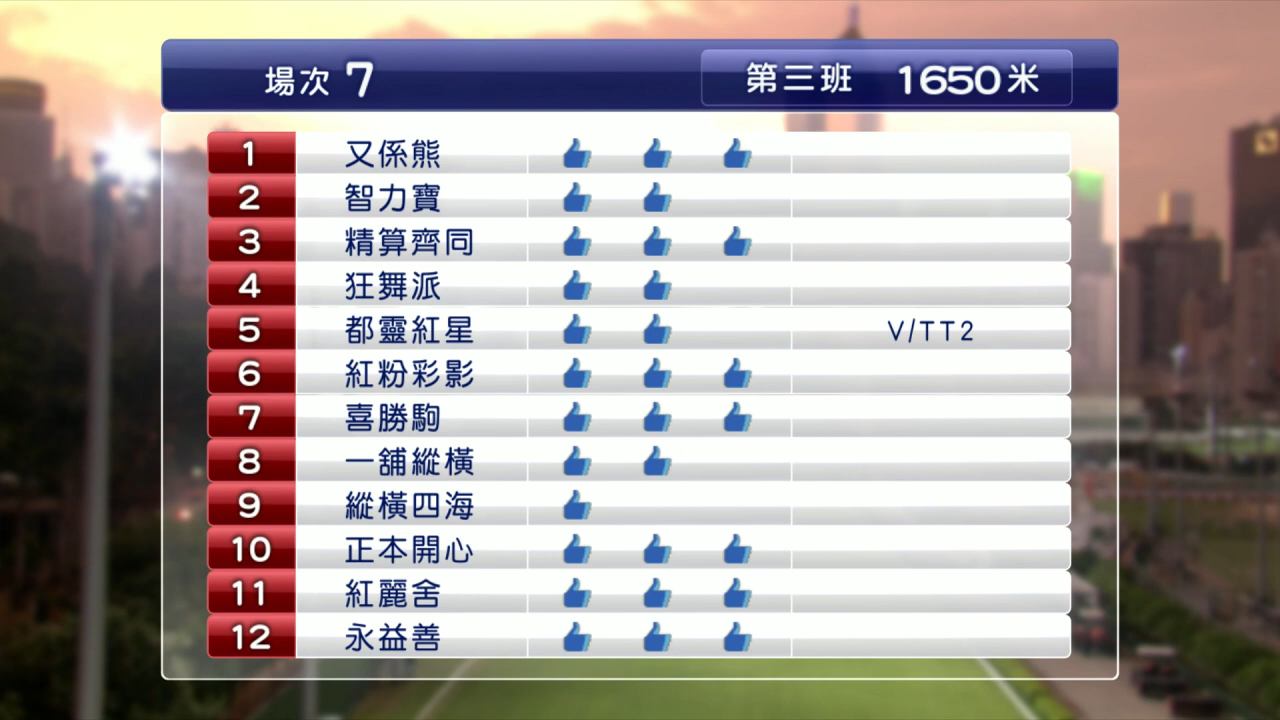 場次 7 第三班 1650米
1 又係熊
2 智力寶
3 精算齊同
4 狂舞派
5 都靈紅星 V/TT2
6 紅粉彩影
7 喜勝駒
8 一舖縱橫
9 縱橫四海
10 正本開心
11 紅麗舍
12 永益善